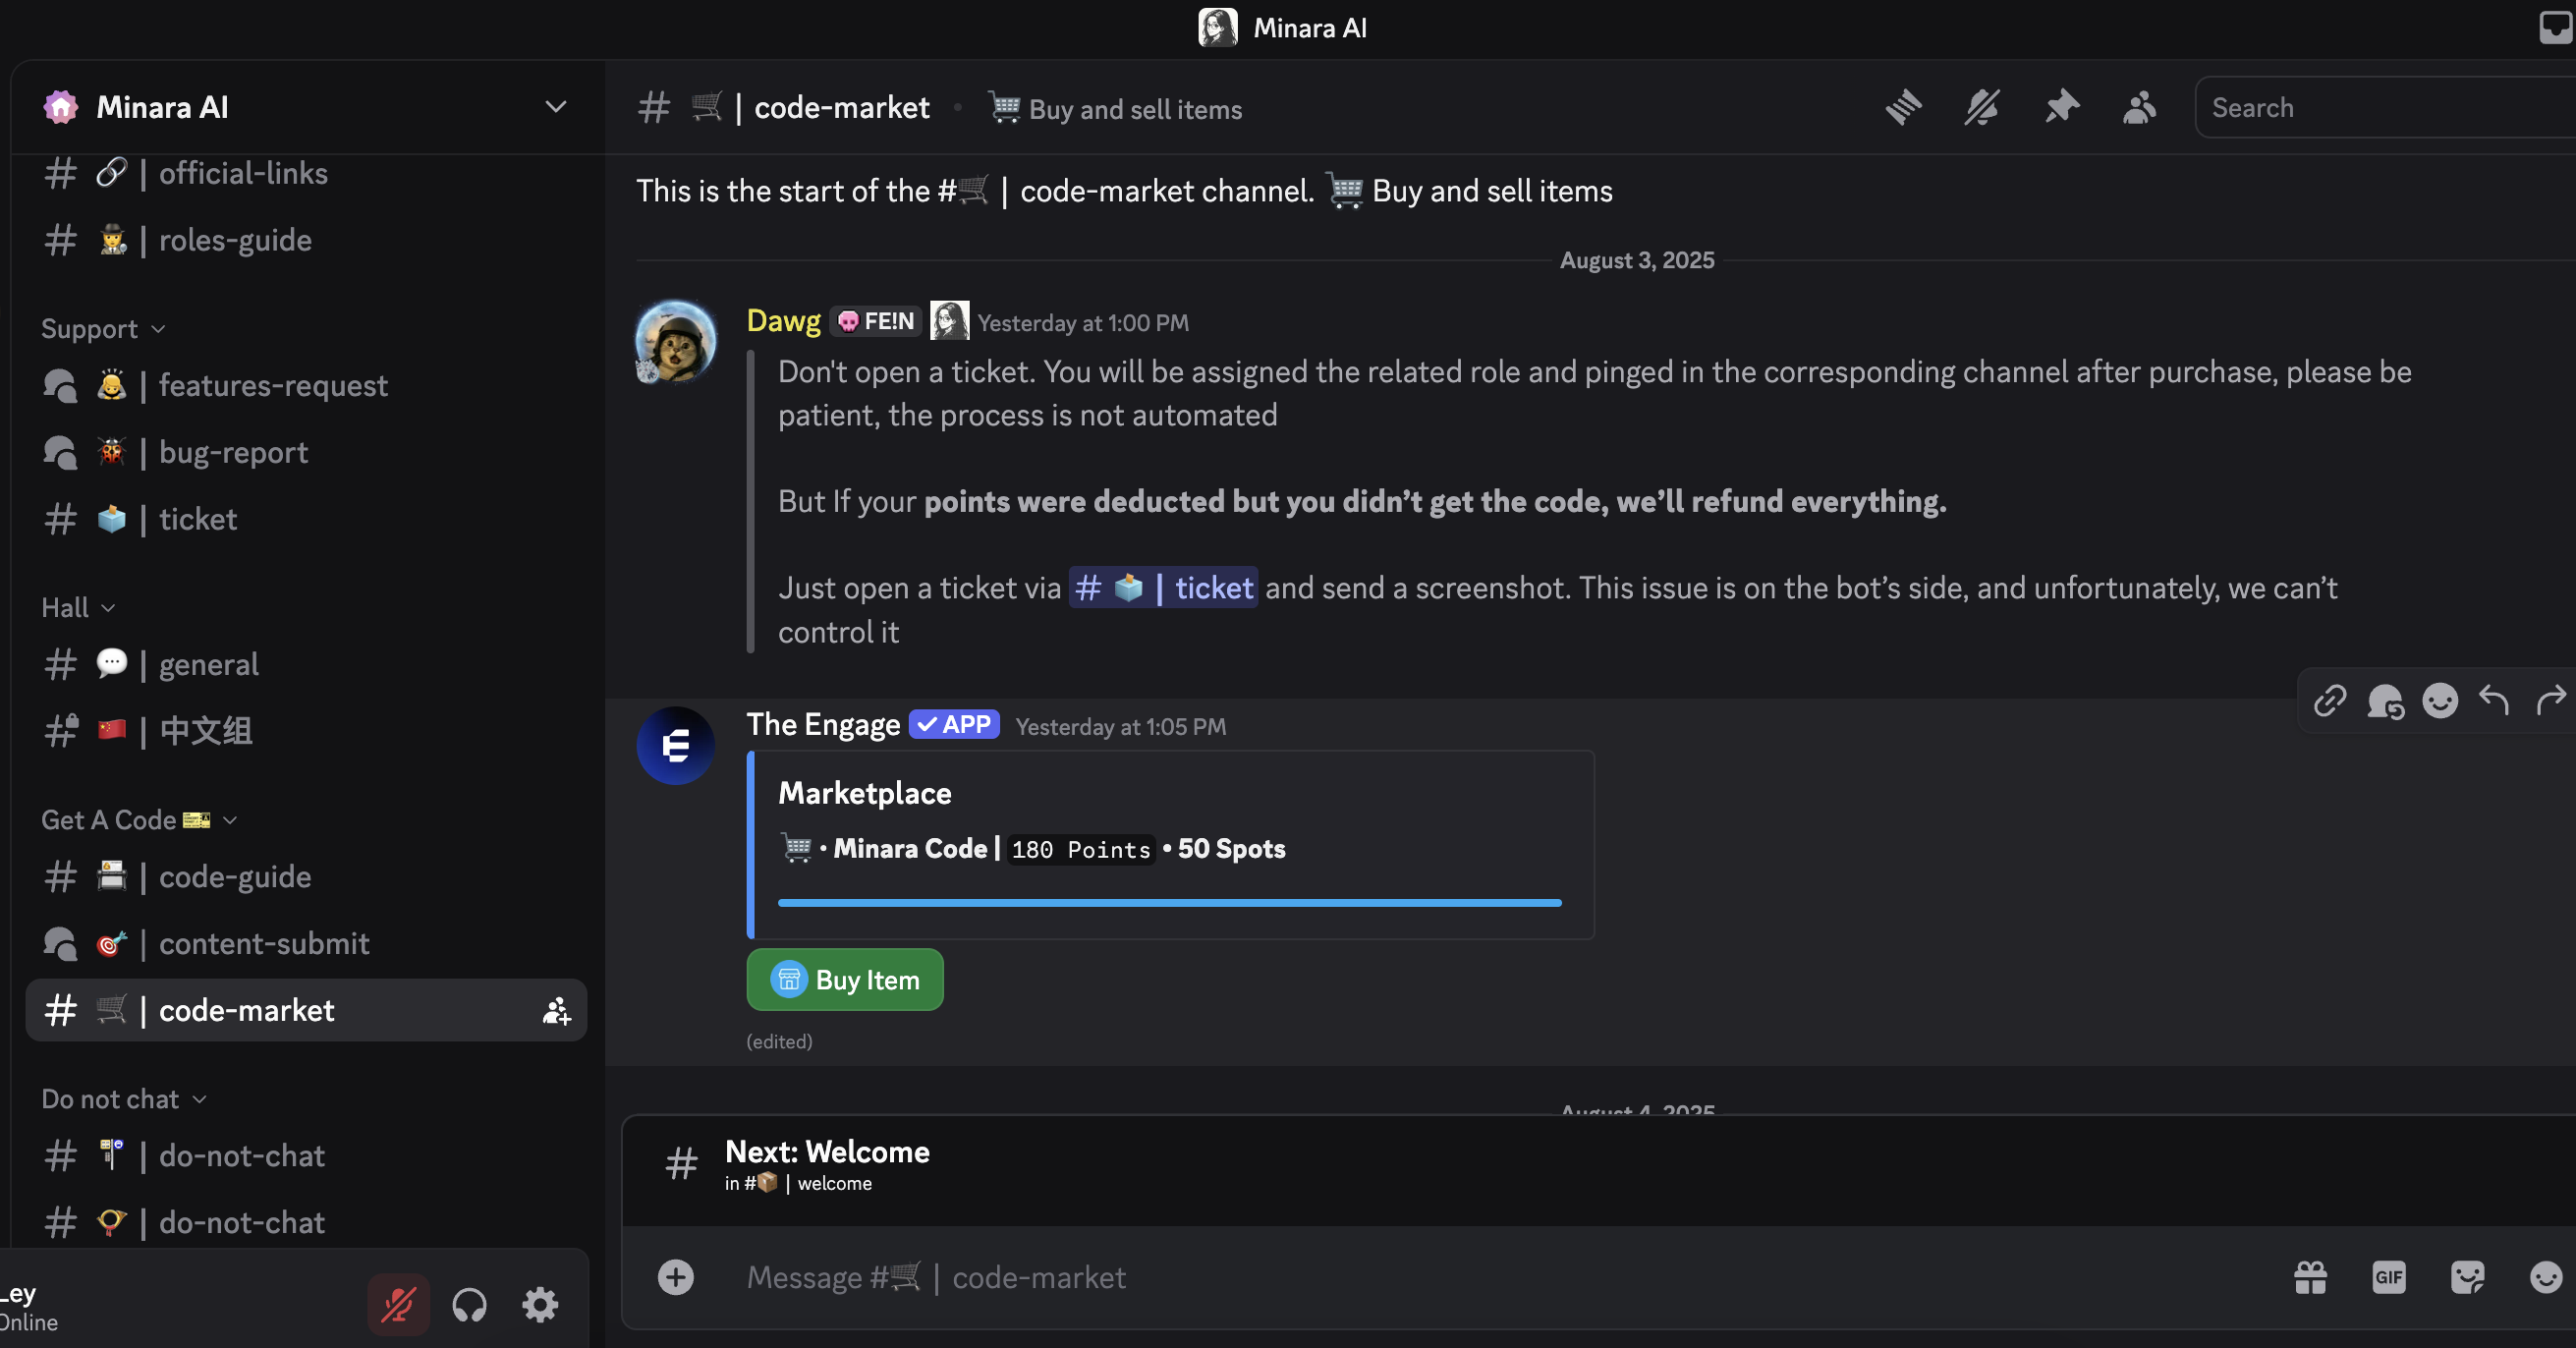 Minara AI
Minara AI
# | official-links
# | roles-guide
Support
| features-request
| bug-report
# | ticket
Hall
# | general
# | 中文组
Get A Code
# | code-guide
| content-submit
# | code-market
Do not chat
# | do-not-chat
# | do-not-chat
Ley
Online
# | code-market • Buy and sell items
Search
This is the start of the # | code-market channel. Buy and sell items
August 3, 2025
Dawg FE!N Yesterday at 1:00 PM
Don't open a ticket. You will be assigned the related role and pinged in the corresponding channel after purchase, please be
patient, the process is not automated
But If your points were deducted but you didn’t get the code, we’ll refund everything.
Just open a ticket via # | ticket and send a screenshot. This issue is on the bot’s side, and unfortunately, we can’t
control it
The Engage APP Yesterday at 1:05 PM
Marketplace
• Minara Code | 180 Points • 50 Spots
Buy Item
(edited)
August 4, 2025
# Next: Welcome
in # | welcome
Message # | code-market
GIF